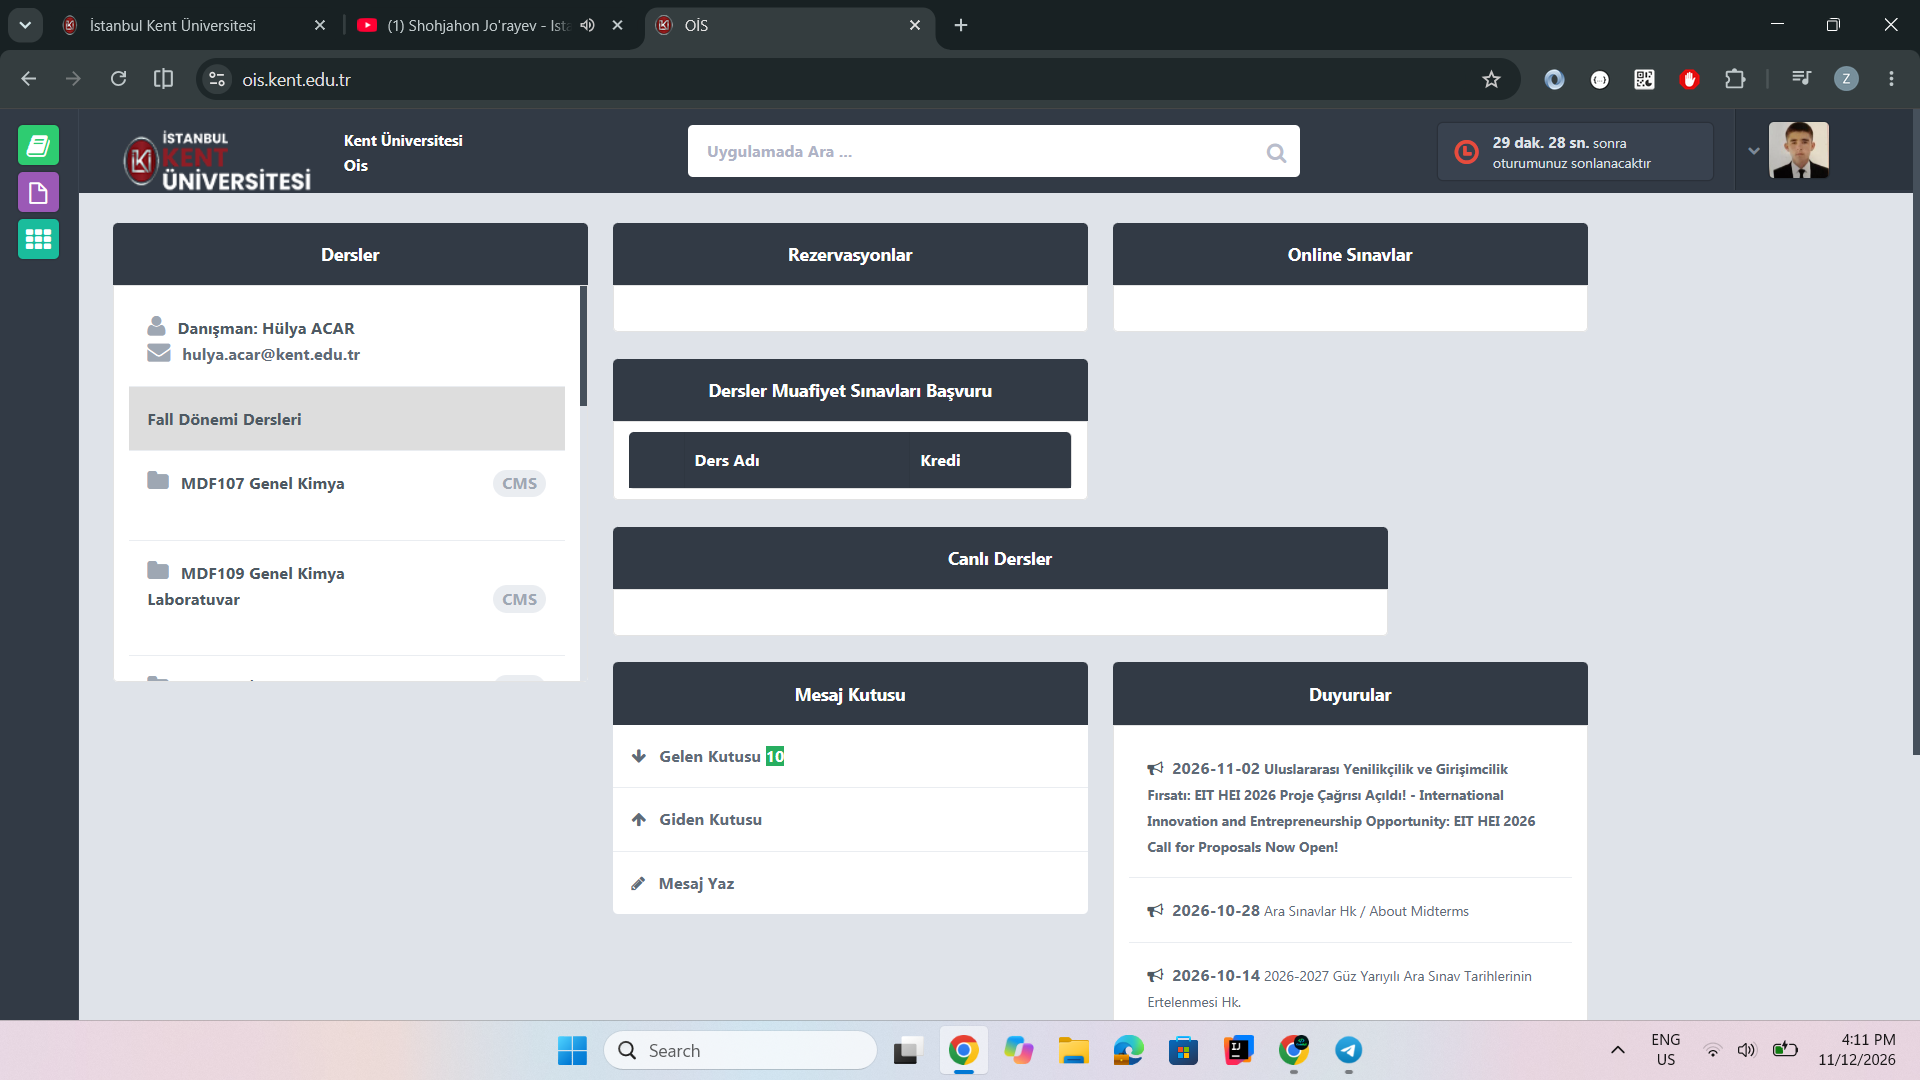 İstanbul Kent Üniversitesi
(1) Shohjahon Jo'rayev - Ista
OİS
ois.kent.edu.tr
Z
İSTANBUL
KENT
ÜNİVERSİTESİ
Kent Üniversitesi
Ois
Uygulamada Ara ...
29 dak. 28 sn. sonra
oturumunuz sonlanacaktır
Dersler
Danışman: Hülya ACAR
hulya.acar@kent.edu.tr
Fall Dönemi Dersleri
MDF107 Genel Kimya
CMS
MDF109 Genel Kimya
Laboratuvar
CMS
Rezervasyonlar
Online Sınavlar
Dersler Muafiyet Sınavları Başvuru
Ders Adı Kredi
Canlı Dersler
Mesaj Kutusu
Gelen Kutusu 10
Giden Kutusu
Mesaj Yaz
Duyurular
2026-11-02 Uluslararası Yenilikçilik ve Girişimcilik
Fırsatı: EIT HEI 2026 Proje Çağrısı Açıldı! - International
Innovation and Entrepreneurship Opportunity: EIT HEI 2026
Call for Proposals Now Open!
2026-10-28 Ara Sınavlar Hk / About Midterms
2026-10-14 2026-2027 Güz Yarıyılı Ara Sınav Tarihlerinin
Ertelenmesi Hk.
Search
ENG
US
4:11 PM
11/12/2026